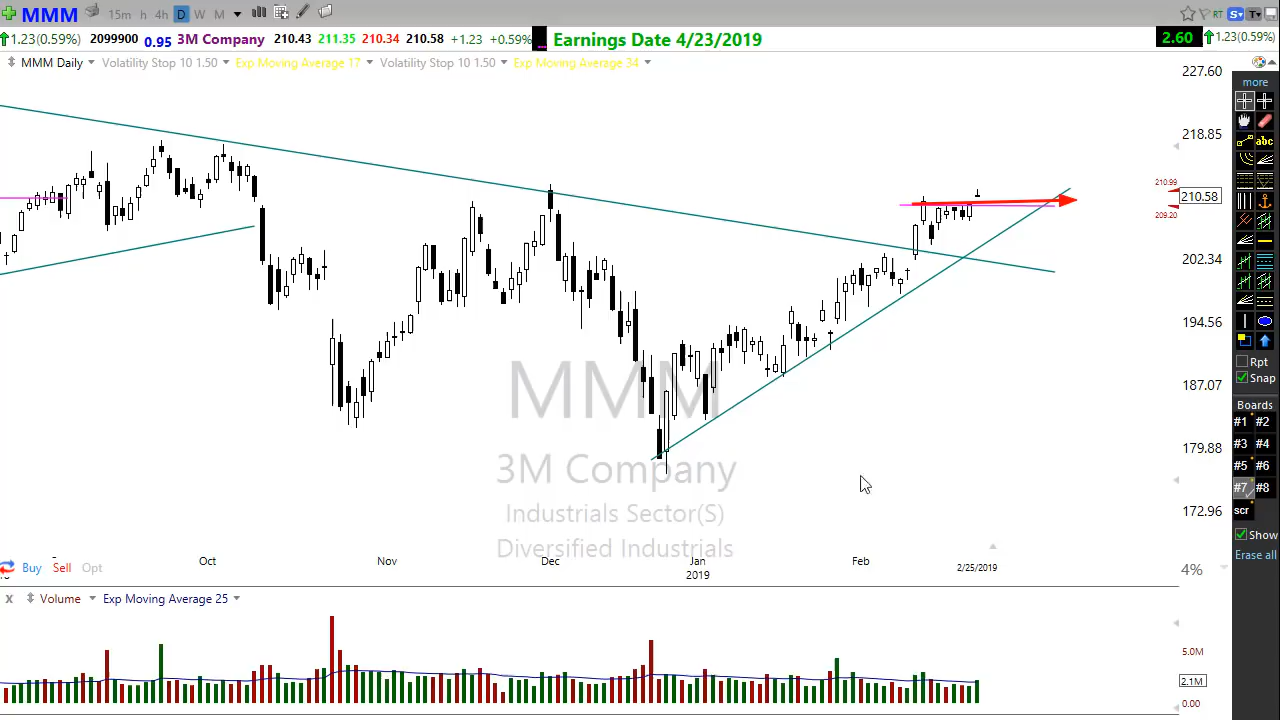 MMM 15m h 4h D W M RT S T
1.23(0.59%) 2099900 0.95 3M Company 210.43 211.35 210.34 210.58 +1.23 +0.59% Earnings Date 4/23/2019 2.60 1.23(0.59%)
MMM Daily Volatility Stop 10 1.50 Exp Moving Average 17 Volatility Stop 10 1.50 Exp Moving Average 34
227.60
more
abc
218.85
210.99
210.58
209.20
202.34
194.56
187.07
179.88
172.96
MMM
3M Company
Industrials Sector(S)
Diversified Industrials
Rpt
Snap
Boards
#1 #2
#3 #4
#5 #6
#7 #8
scr
Show
Erase all
Oct Nov Dec Jan Feb
2019 2/25/2019
Buy Sell Opt 4%
X Volume Exp Moving Average 25
5.0M
2.1M
0.00